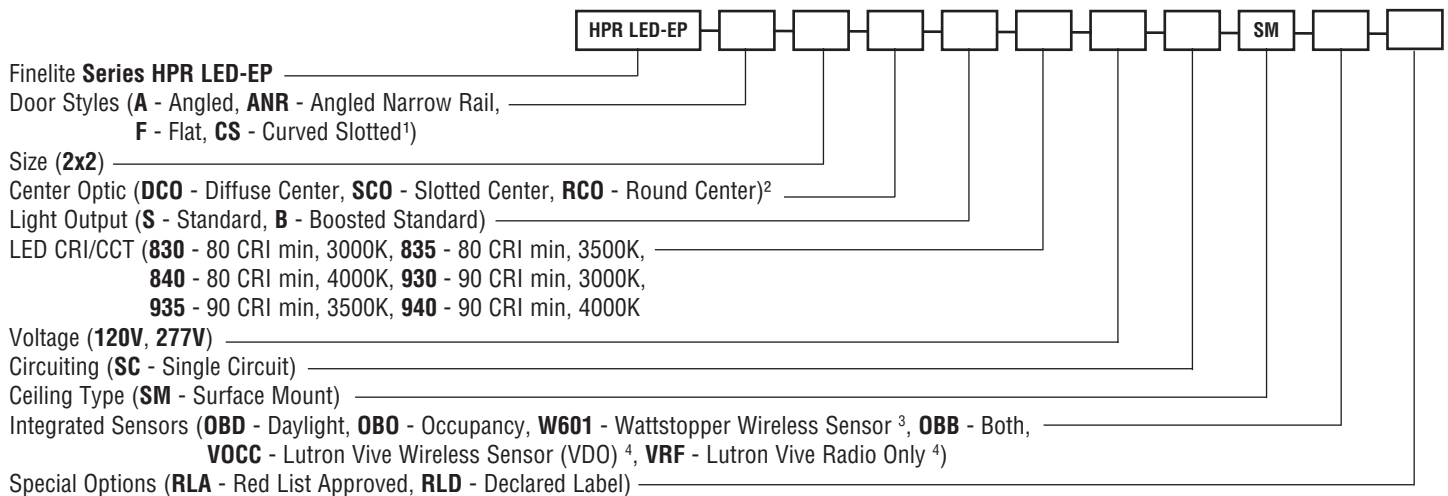 HPR LED-EP SM
Finelite Series HPR LED-EP
Door Styles (A - Angled, ANR - Angled Narrow Rail,
F - Flat, CS - Curved Slotted¹)
Size (2x2)
Center Optic (DCO - Diffuse Center, SCO - Slotted Center, RCO - Round Center)²
Light Output (S - Standard, B - Boosted Standard)
LED CRI/CCT (830 - 80 CRI min, 3000K, 835 - 80 CRI min, 3500K,
840 - 80 CRI min, 4000K, 930 - 90 CRI min, 3000K,
935 - 90 CRI min, 3500K, 940 - 90 CRI min, 4000K
Voltage (120V, 277V)
Circuiting (SC - Single Circuit)
Ceiling Type (SM - Surface Mount)
Integrated Sensors (OBD - Daylight, OBO - Occupancy, W601 - Wattstopper Wireless Sensor ³, OBB - Both,
VOCC - Lutron Vive Wireless Sensor (VDO) ⁴, VRF - Lutron Vive Radio Only ⁴)
Special Options (RLA - Red List Approved, RLD - Declared Label)